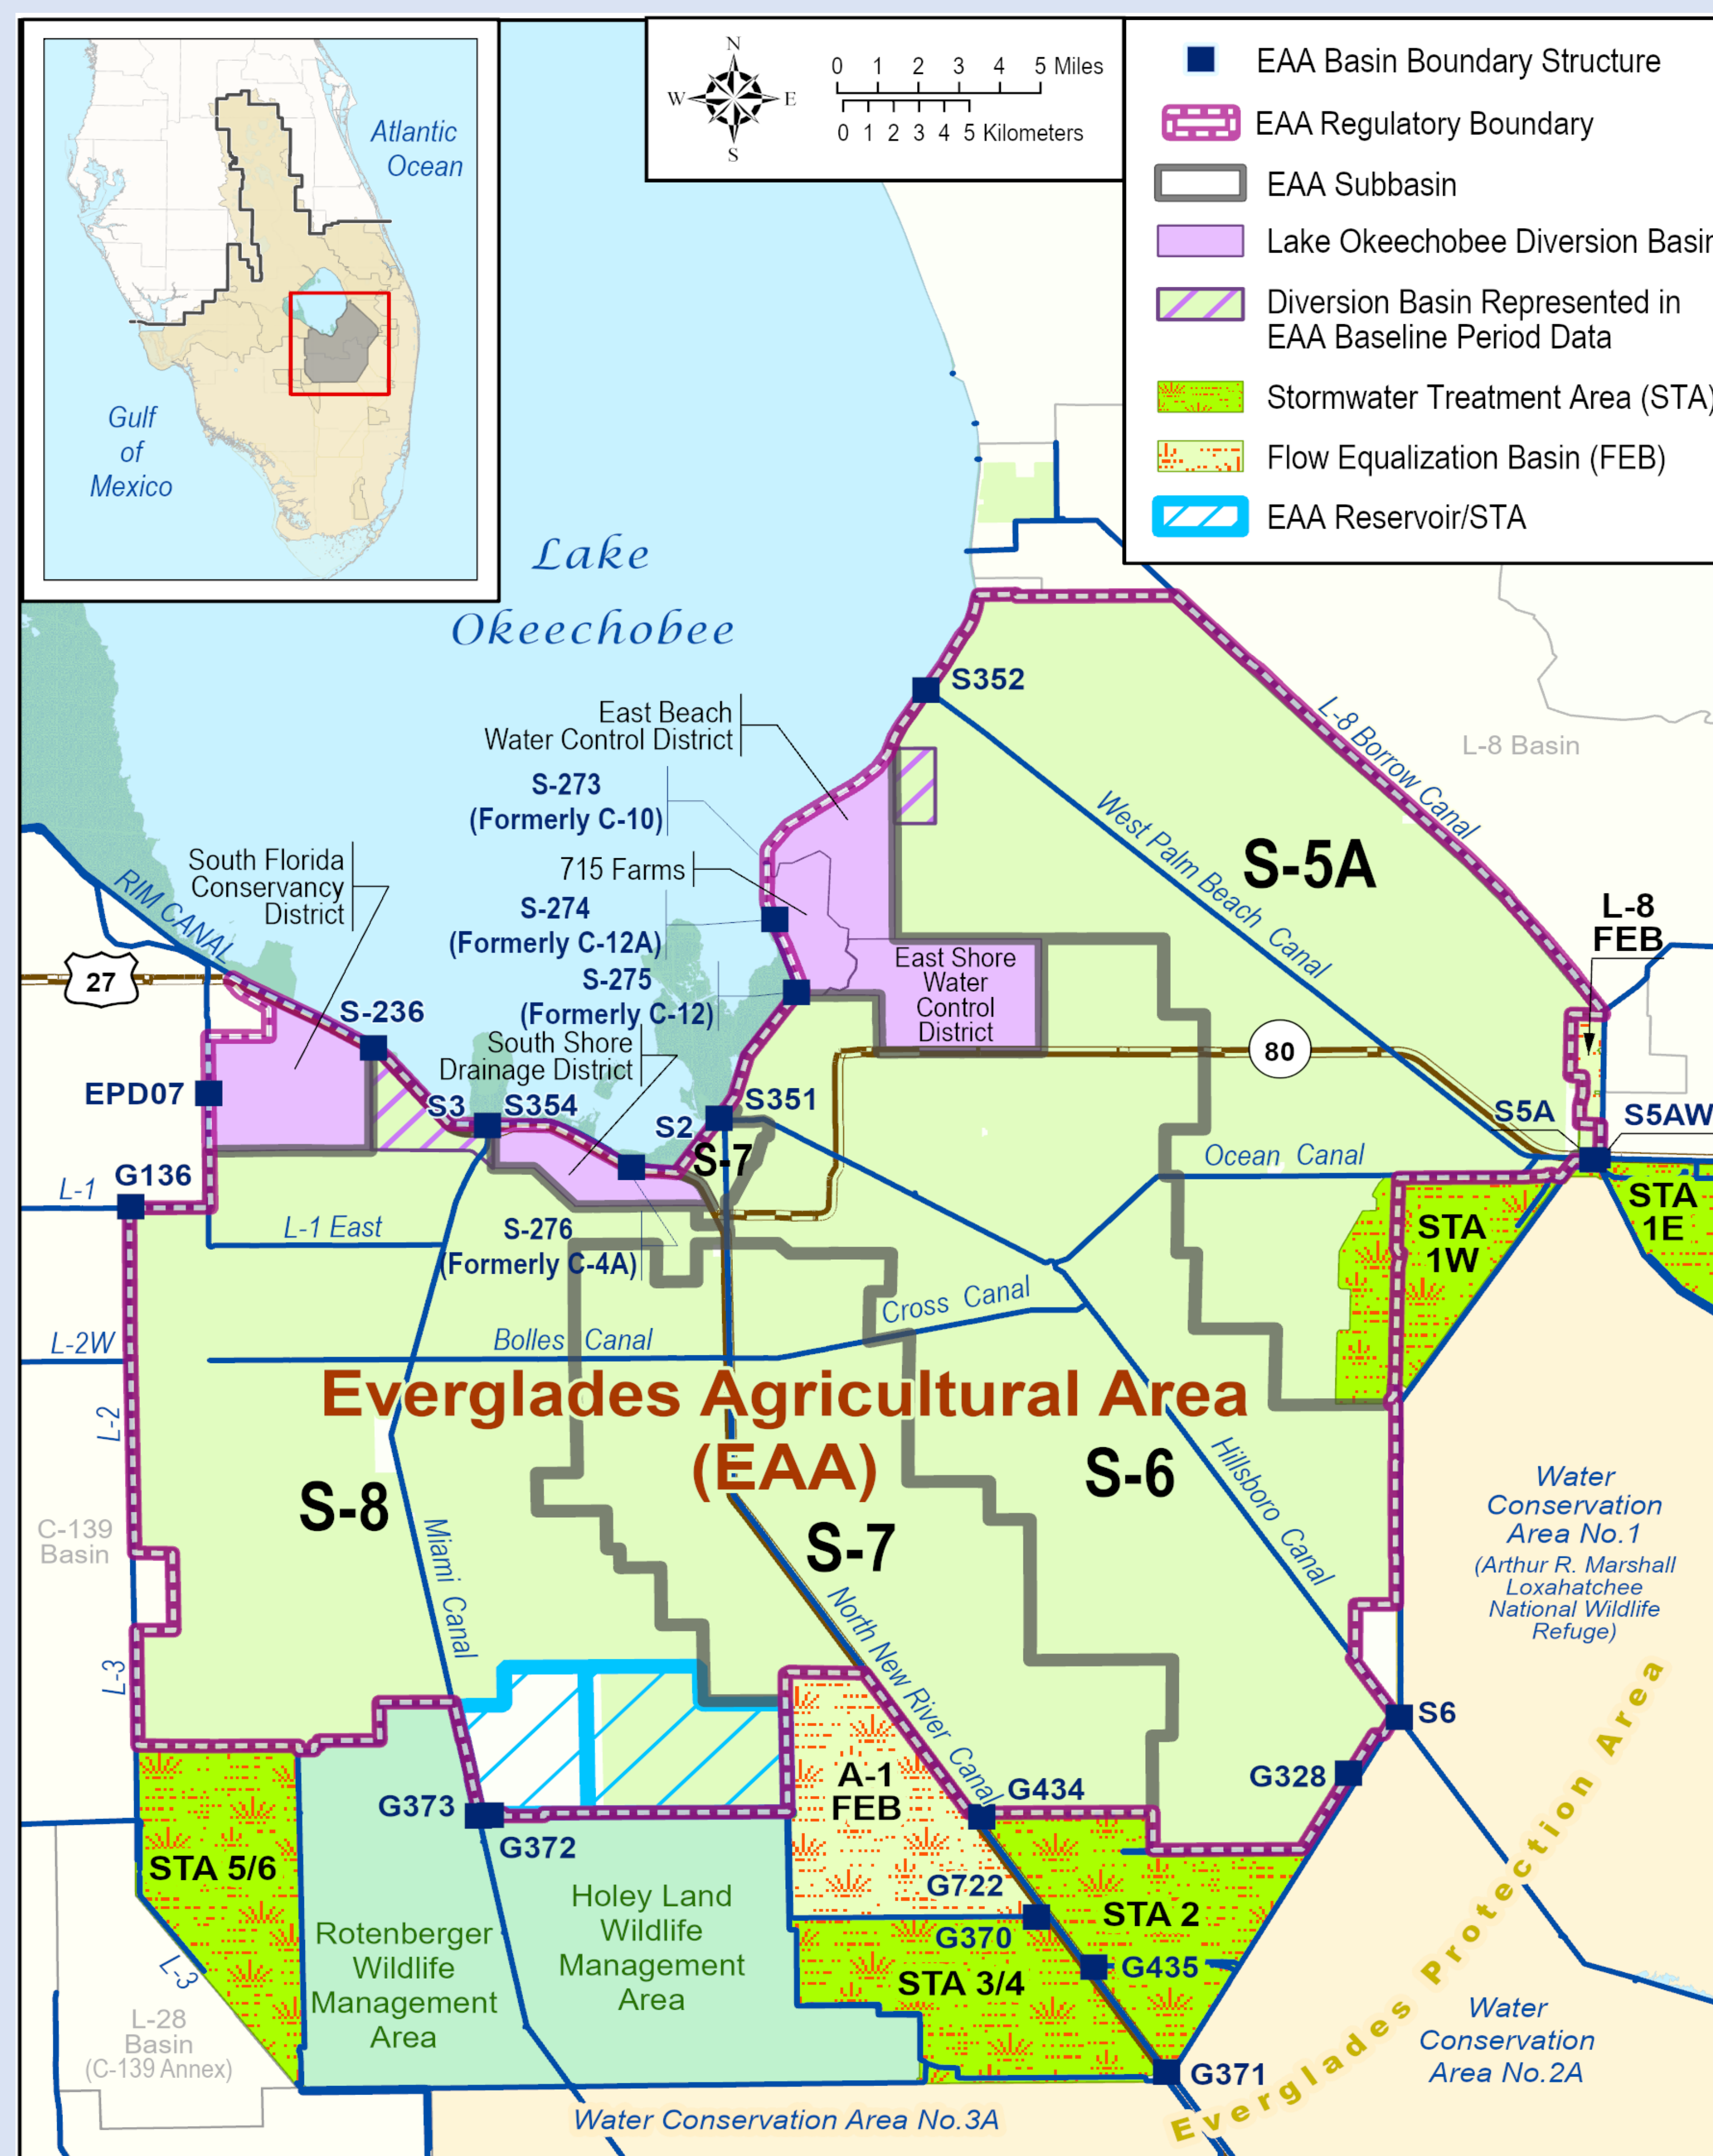 Atlantic
Ocean
Gulf
of
Mexico
N
W
E
S
0 1 2 3 4 5 Miles
0 1 2 3 4 5 Kilometers
EAA Basin Boundary Structure
EAA Regulatory Boundary
EAA Subbasin
Lake Okeechobee Diversion Basin
Diversion Basin Represented in
EAA Baseline Period Data
Stormwater Treatment Area (STA)
Flow Equalization Basin (FEB)
EAA Reservoir/STA
Lake
Okeechobee
S352
East Beach
Water Control District
S-273
(Formerly C-10)
715 Farms
S-274
(Formerly C-12A)
S-275
(Formerly C-12)
South Shore
Drainage District
South Florida
Conservancy
District
RIM CANAL
27
S-236
EPD07
S3
S354
S2
S351
S-7
East Shore
Water
Control
District
80
L-8 Borrow Canal
L-8 Basin
West Palm Beach Canal
S-5A
L-8
FEB
S5A
S5AW
Ocean Canal
STA
1W
STA
1E
G136
L-1
L-1 East
S-276
(Formerly C-4A)
L-2W
Bolles Canal
Cross Canal
L-2
Everglades Agricultural Area
(EAA)
S-8
S-7
S-6
Hillsboro Canal
Miami Canal
North New River Canal
C-139
Basin
L-3
Water
Conservation
Area No.1
(Arthur R. Marshall
Loxahatchee
National Wildlife
Refuge)
S6
G328
G434
A-1
FEB
G373
G372
STA 5/6
Rotenberger
Wildlife
Management
Area
Holey Land
Wildlife
Management
Area
G722
G370
STA 2
G435
STA 3/4
G371
L-3
L-28
Basin
(C-139 Annex)
Everglades Protection Area
Water
Conservation
Area No.2A
Water Conservation Area No.3A